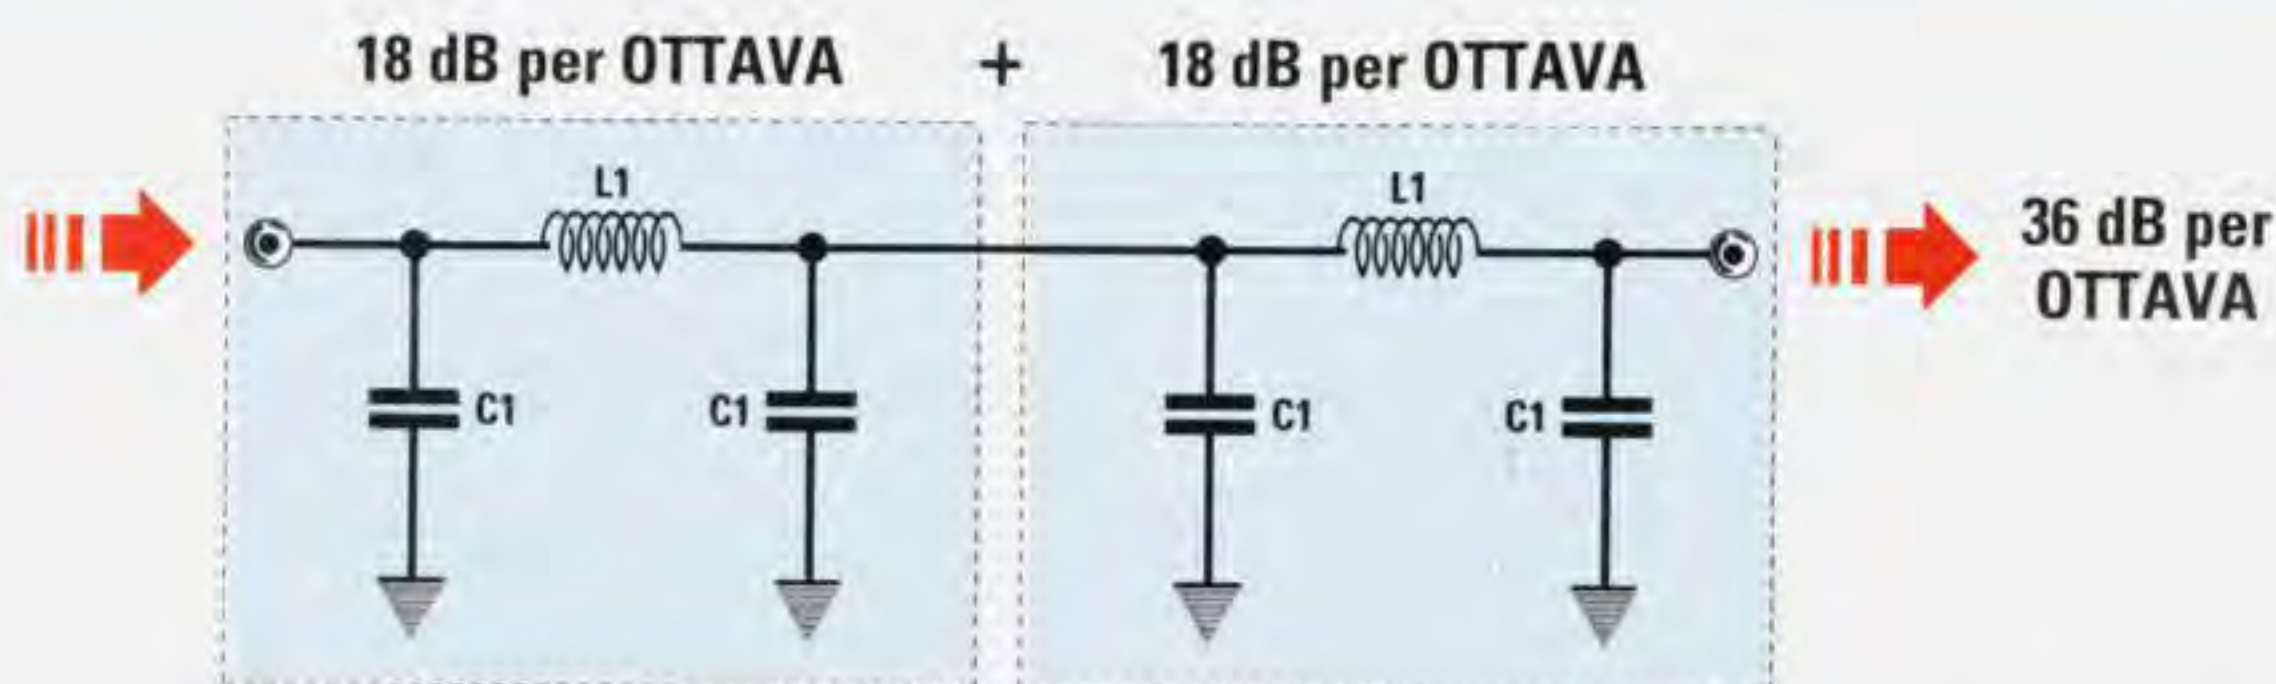 18 dB per OTTAVA + 18 dB per OTTAVA
L1
L1
36 dB per
OTTAVA
C1
C1
C1
C1